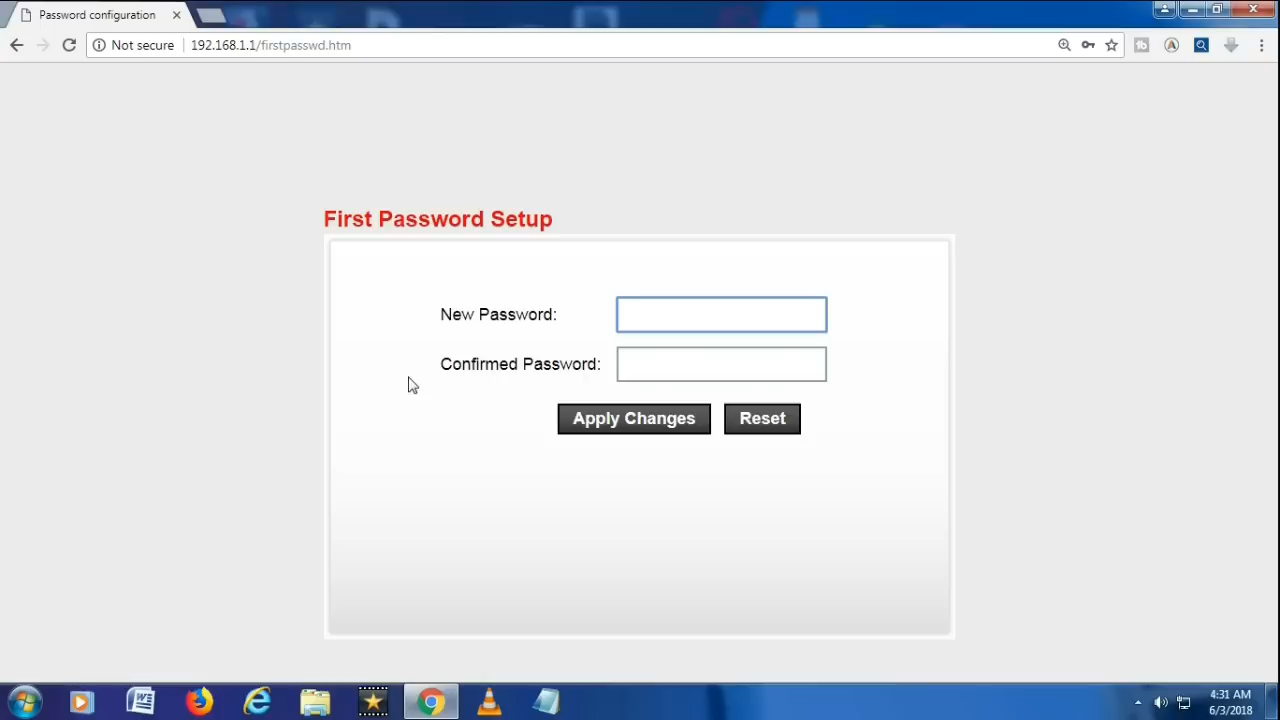 Password configuration
Not secure 192.168.1.1/firstpasswd.htm
First Password Setup
New Password:
Confirmed Password:
Apply Changes Reset
4:31 AM
6/3/2018